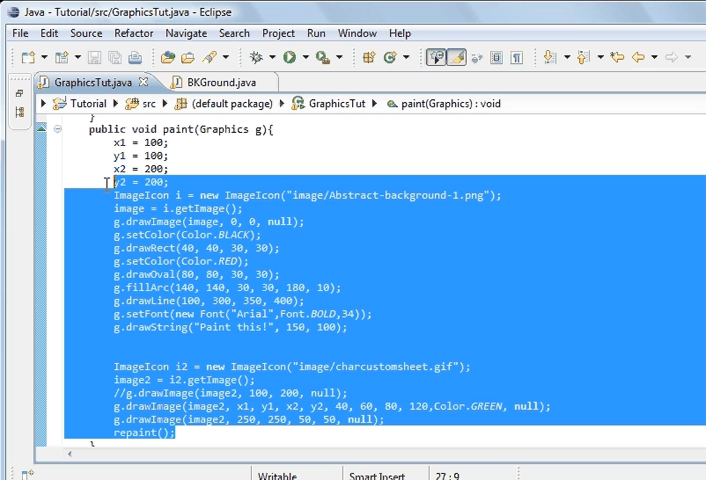 Java - Tutorial/src/GraphicsTut.java - Eclipse
File Edit Source Refactor Navigate Search Project Run Window Help
GraphicsTut.java BKGround.java
Tutorial src (default package) GraphicsTut paint(Graphics) : void
}
public void paint(Graphics g){
x1 = 100;
y1 = 100;
x2 = 200;
y2 = 200;
ImageIcon i = new ImageIcon("image/Abstract-background-1.png");
image = i.getImage();
g.drawImage(image, 0, 0, null);
g.setColor(Color.BLACK);
g.drawRect(40, 40, 30, 30);
g.setColor(Color.RED);
g.drawOval(80, 80, 30, 30);
g.fillArc(140, 140, 30, 30, 180, 10);
g.drawLine(100, 300, 350, 400);
g.setFont(new Font("Arial",Font.BOLD,34));
g.drawString("Paint this!", 150, 100);
ImageIcon i2 = new ImageIcon("image/charcustomsheet.gif");
image2 = i2.getImage();
//g.drawImage(image2, 100, 200, null);
g.drawImage(image2, x1, y1, x2, y2, 40, 60, 80, 120,Color.GREEN, null);
g.drawImage(image2, 250, 250, 50, 50, null);
repaint();
}
Writable Smart Insert 27 : 9